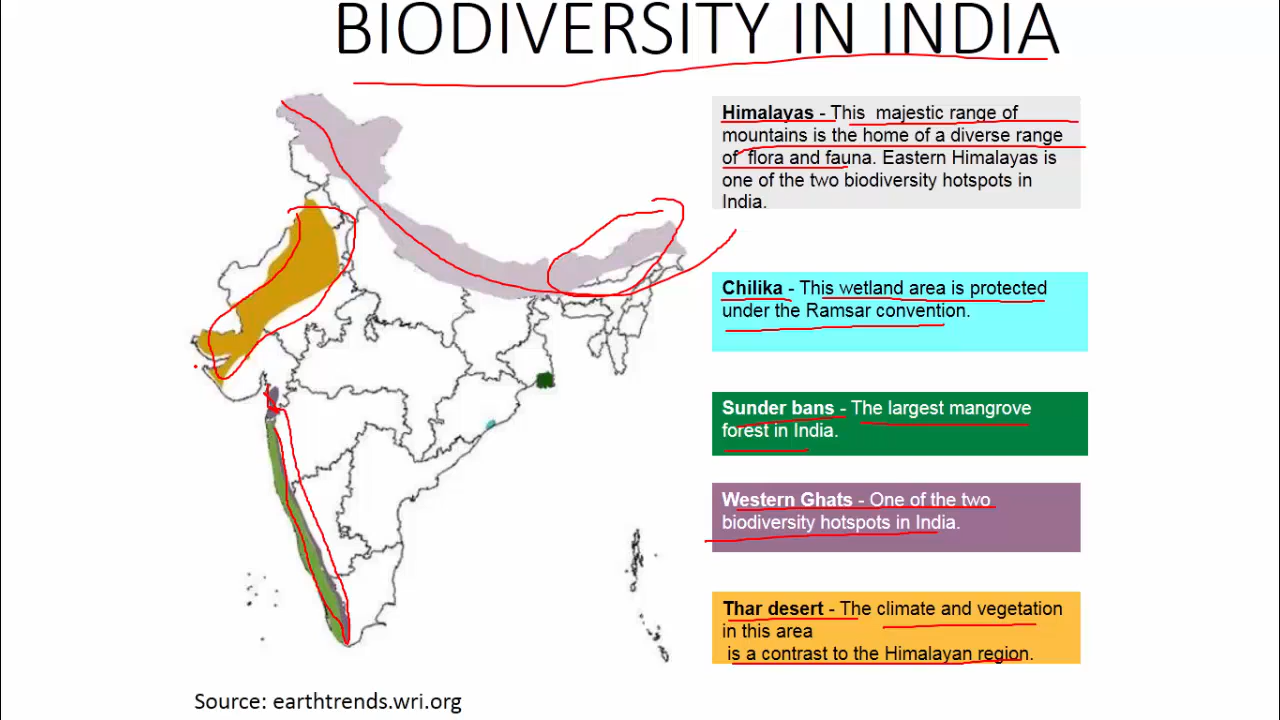 BIODIVERSITY IN INDIA
Himalayas - This majestic range of
mountains is the home of a diverse range
of flora and fauna. Eastern Himalayas is
one of the two biodiversity hotspots in
India.
Chilika - This wetland area is protected
under the Ramsar convention.
Sunder bans - The largest mangrove
forest in India.
Western Ghats - One of the two
biodiversity hotspots in India.
Thar desert - The climate and vegetation
in this area
is a contrast to the Himalayan region.
Source: earthtrends.wri.org